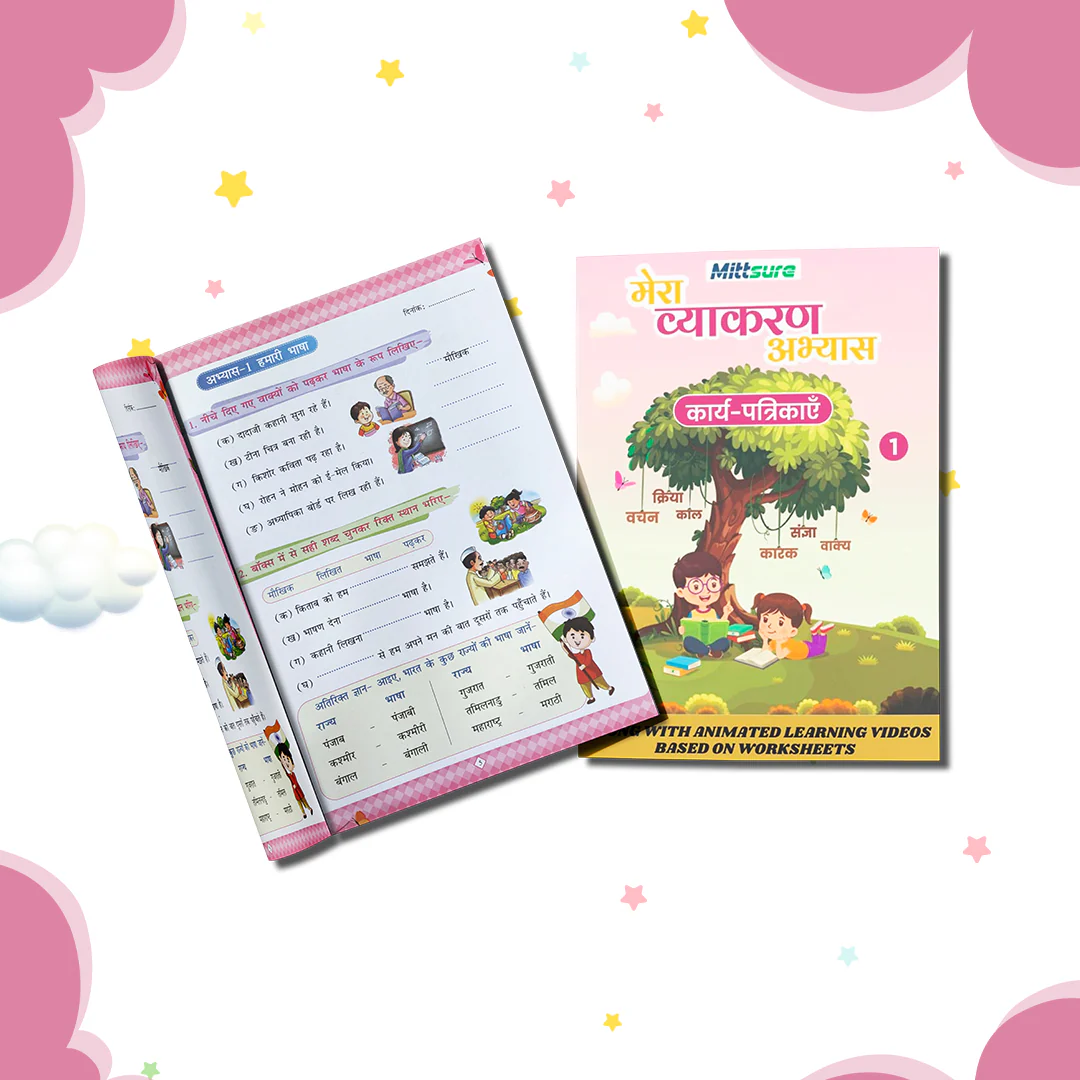 दिनांक: 
अभ्यास-1 हमारी भाषा
1. नीचे दिए गए वाक्यों को पढ़कर भाषा के रूप लिखिए-
(क) दादाजी कहानी सुना रहे हैं।
मौखिक
(ख) टीना चित्र बना रही है।
(ग) किशोर कविता पढ़ रहा है।
(घ) रोहन ने मोहन को ई-मेल किया।
(ङ) अध्यापिका बोर्ड पर लिख रही हैं।
2. बॉक्स में से सही शब्द चुनकर रिक्त स्थान भरिए-
मौखिक लिखित भाषा पढ़कर
(क) किताब को हम ............ समझते हैं।
(ख) भाषण देना ............ भाषा है।
(ग) कहानी लिखना ............ भाषा है।
(घ) ............ से हम अपने मन की बात दूसरों तक पहुँचाते हैं।
अतिरिक्त ज्ञान- आइए, भारत के कुछ राज्यों की भाषा जानें-
राज्य भाषा राज्य भाषा
पंजाब - पंजाबी गुजरात - गुजराती
कश्मीर - कश्मीरी तमिलनाडु - तमिल
बंगाल - बंगाली महाराष्ट्र - मराठी
Mittsure
मेरा
व्याकरण
अभ्यास
कार्य-पत्रिकाएँ
1
क्रिया
वचन काल
संज्ञा
कारक वाक्य
WITH ANIMATED LEARNING VIDEOS
BASED ON WORKSHEETS